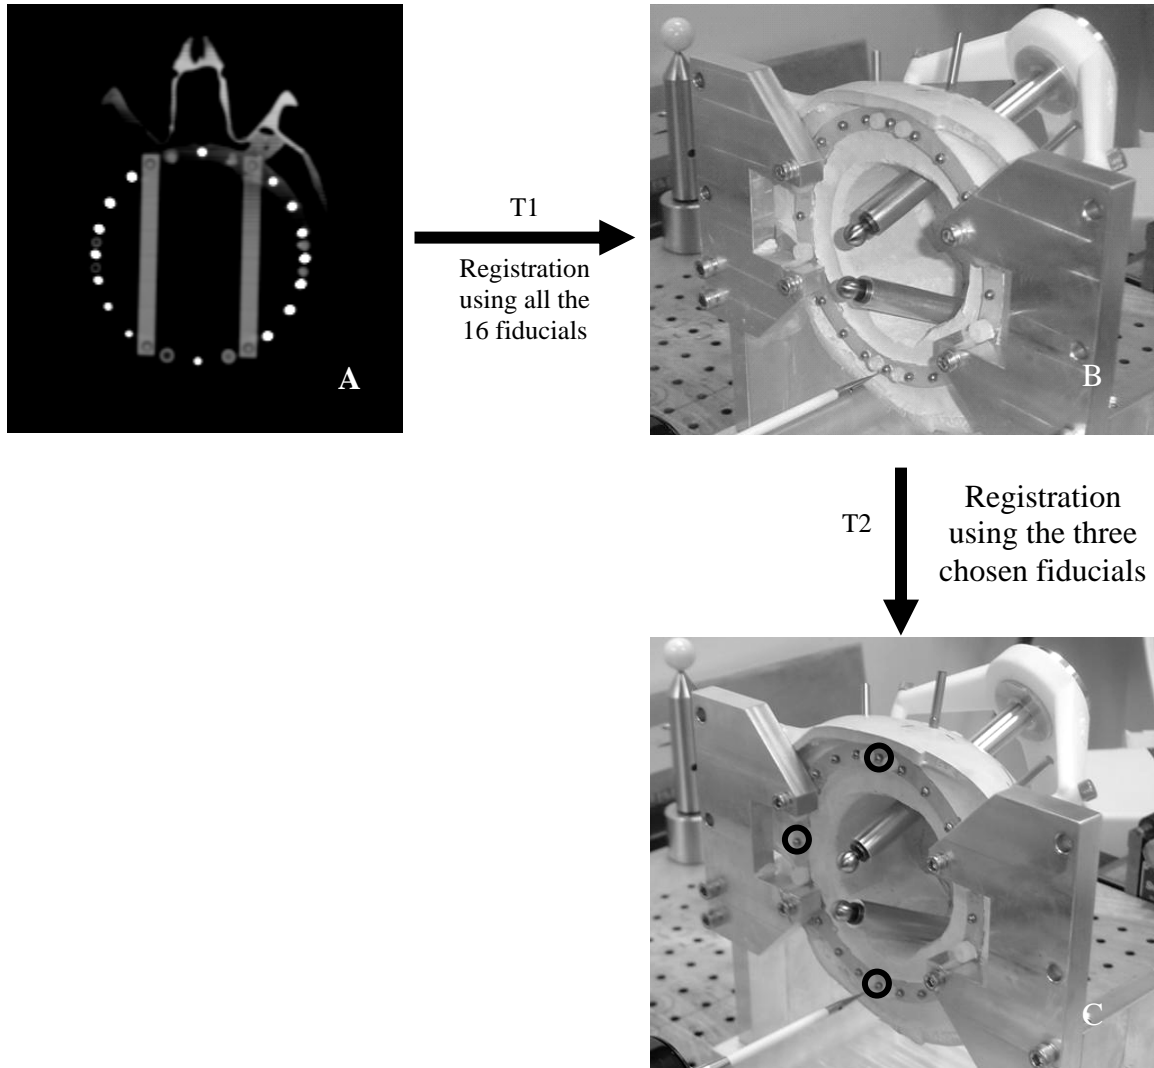 A
T1
Registration
using all the
16 fiducials
B
T2
Registration
using the three
chosen fiducials
C